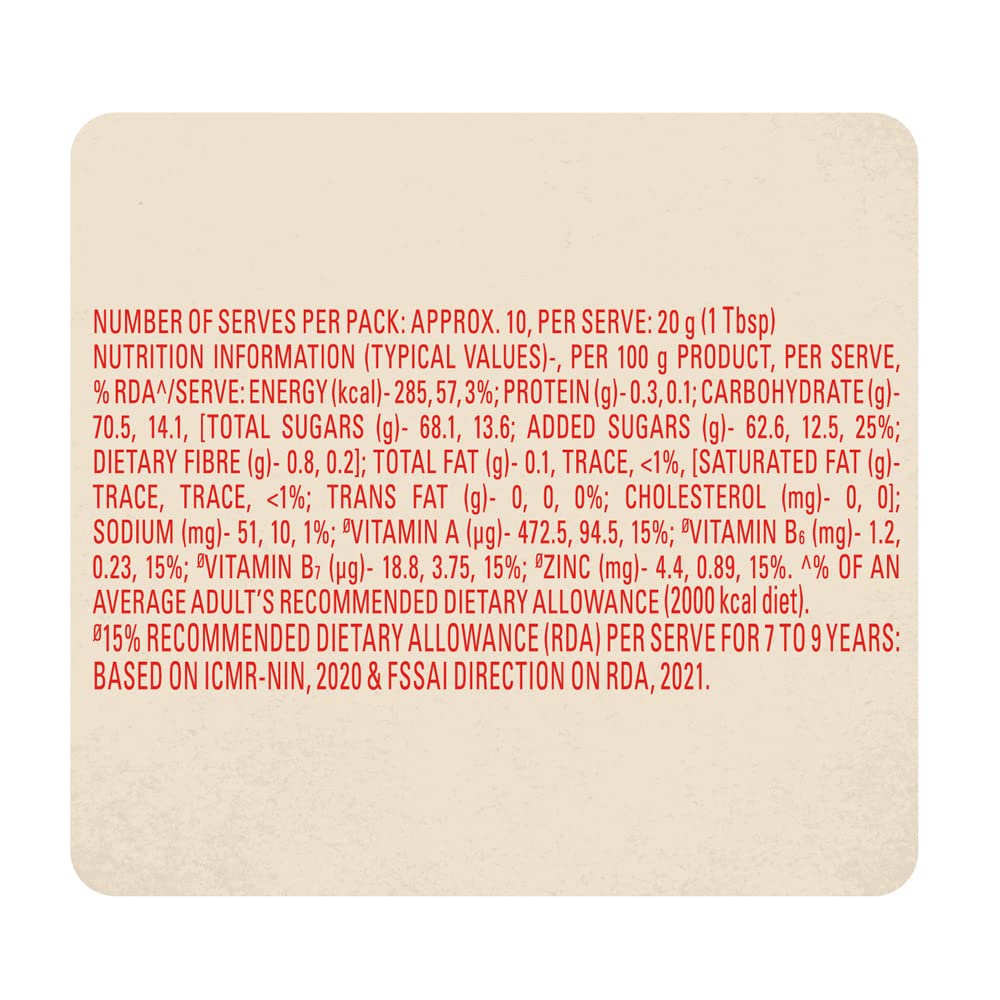 NUMBER OF SERVES PER PACK: APPROX. 10, PER SERVE: 20 g (1 Tbsp)
NUTRITION INFORMATION (TYPICAL VALUES)-, PER 100 g PRODUCT, PER SERVE,
% RDA^/SERVE: ENERGY (kcal)- 285, 57, 3%; PROTEIN (g)- 0.3, 0.1; CARBOHYDRATE (g)-
70.5, 14.1, [TOTAL SUGARS (g)- 68.1, 13.6; ADDED SUGARS (g)- 62.6, 12.5, 25%;
DIETARY FIBRE (g)- 0.8, 0.2]; TOTAL FAT (g)- 0.1, TRACE, <1%, [SATURATED FAT (g)-
TRACE, TRACE, <1%; TRANS FAT (g)- 0, 0, 0%; CHOLESTEROL (mg)- 0, 0];
SODIUM (mg)- 51, 10, 1%; ᶲVITAMIN A (µg)- 472.5, 94.5, 15%; ᶲVITAMIN B₆ (mg)- 1.2,
0.23, 15%; ᶲVITAMIN B₇ (µg)- 18.8, 3.75, 15%; ᶲZINC (mg)- 4.4, 0.89, 15%. ^% OF AN
AVERAGE ADULT'S RECOMMENDED DIETARY ALLOWANCE (2000 kcal diet).
ᶲ15% RECOMMENDED DIETARY ALLOWANCE (RDA) PER SERVE FOR 7 TO 9 YEARS:
BASED ON ICMR-NIN, 2020 & FSSAI DIRECTION ON RDA, 2021.